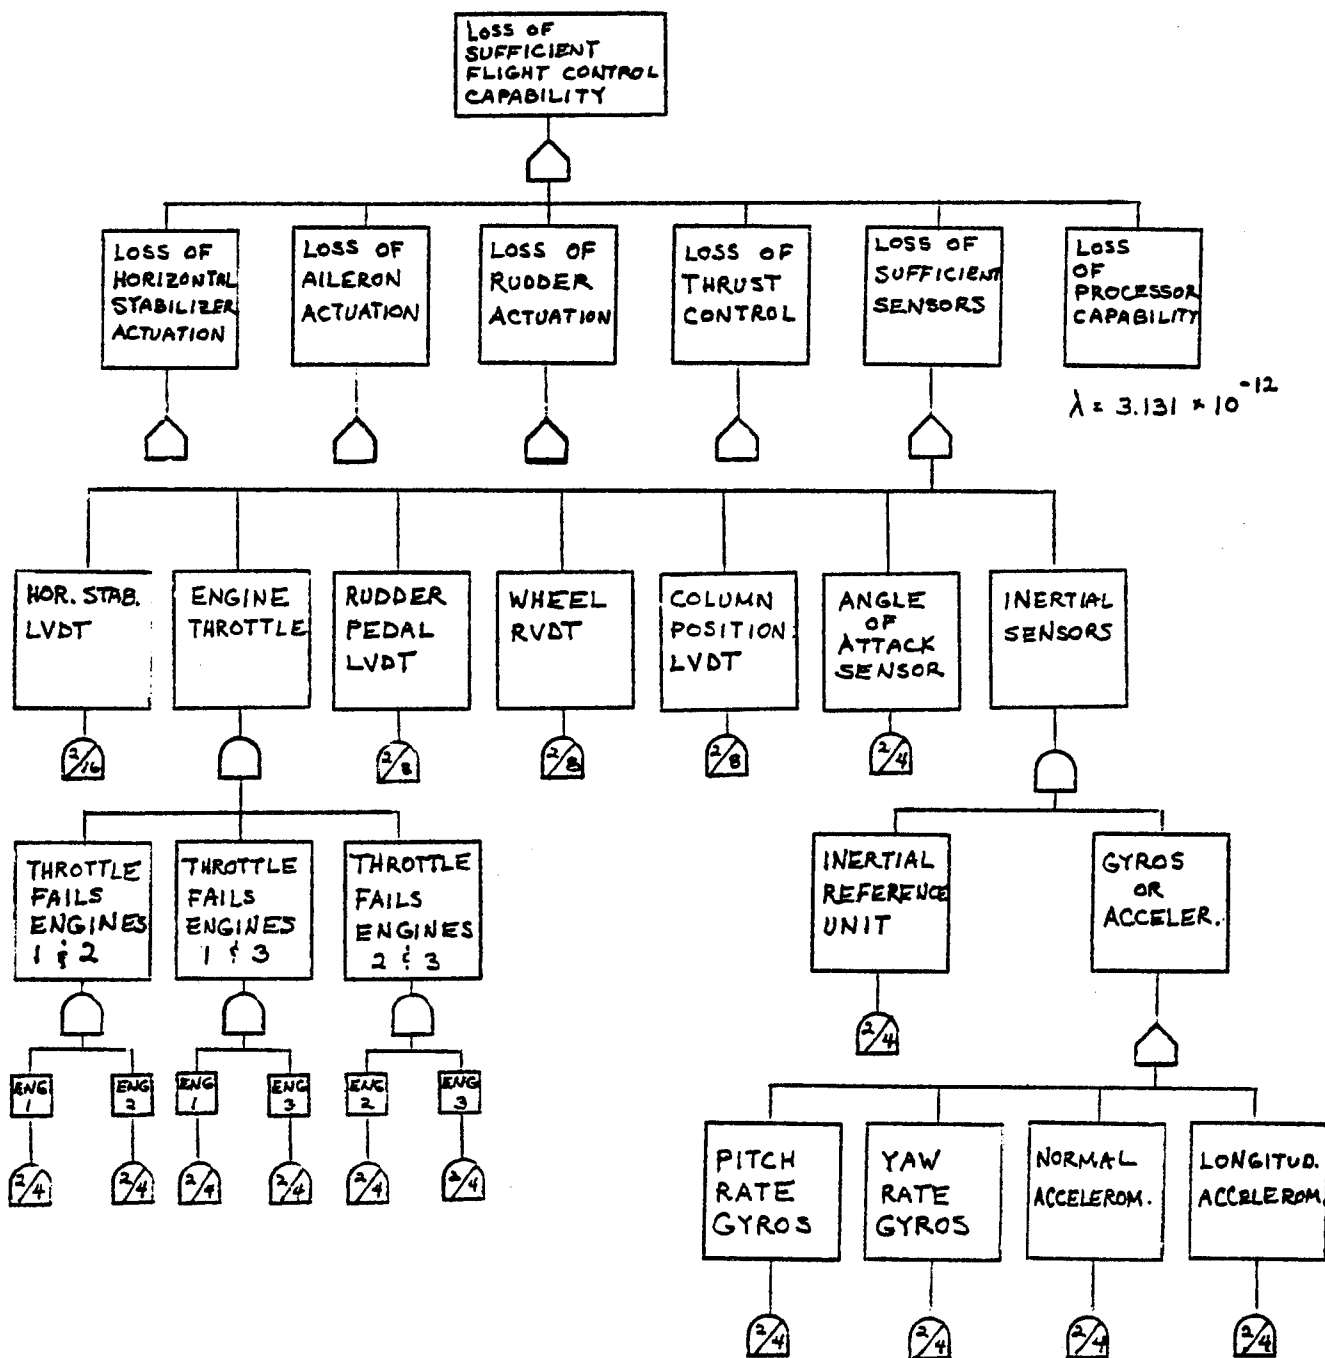 LOSS OF
SUFFICIENT
FLIGHT CONTROL
CAPABILITY
LOSS OF
HORIZONTAL
STABILIZER
ACTUATION
LOSS OF
AILERON
ACTUATION
LOSS OF
RUDDER
ACTUATION
LOSS OF
THRUST
CONTROL
LOSS OF
SUFFICIENT
SENSORS
LOSS
OF
PROCESSOR
CAPABILITY
λ = 3.131 × 10⁻¹²
HOR. STAB.
LVDT
2/16
ENGINE
THROTTLE
RUDDER
PEDAL
LVDT
2/8
WHEEL
RVDT
2/8
COLUMN
POSITION
LVDT
2/8
ANGLE
OF
ATTACK
SENSOR
2/4
INERTIAL
SENSORS
THROTTLE
FAILS
ENGINES
1 & 2
THROTTLE
FAILS
ENGINES
1 & 3
THROTTLE
FAILS
ENGINES
2 & 3
INERTIAL
REFERENCE
UNIT
2/4
GYROS
OR
ACCELER.
ENG
1
2/4
ENG
2
2/4
ENG
1
2/4
ENG
3
2/4
ENG
2
2/4
ENG
3
2/4
PITCH
RATE
GYROS
2/4
YAW
RATE
GYROS
2/4
NORMAL
ACCELEROM.
2/4
LONGITUD.
ACCELEROM.
2/4